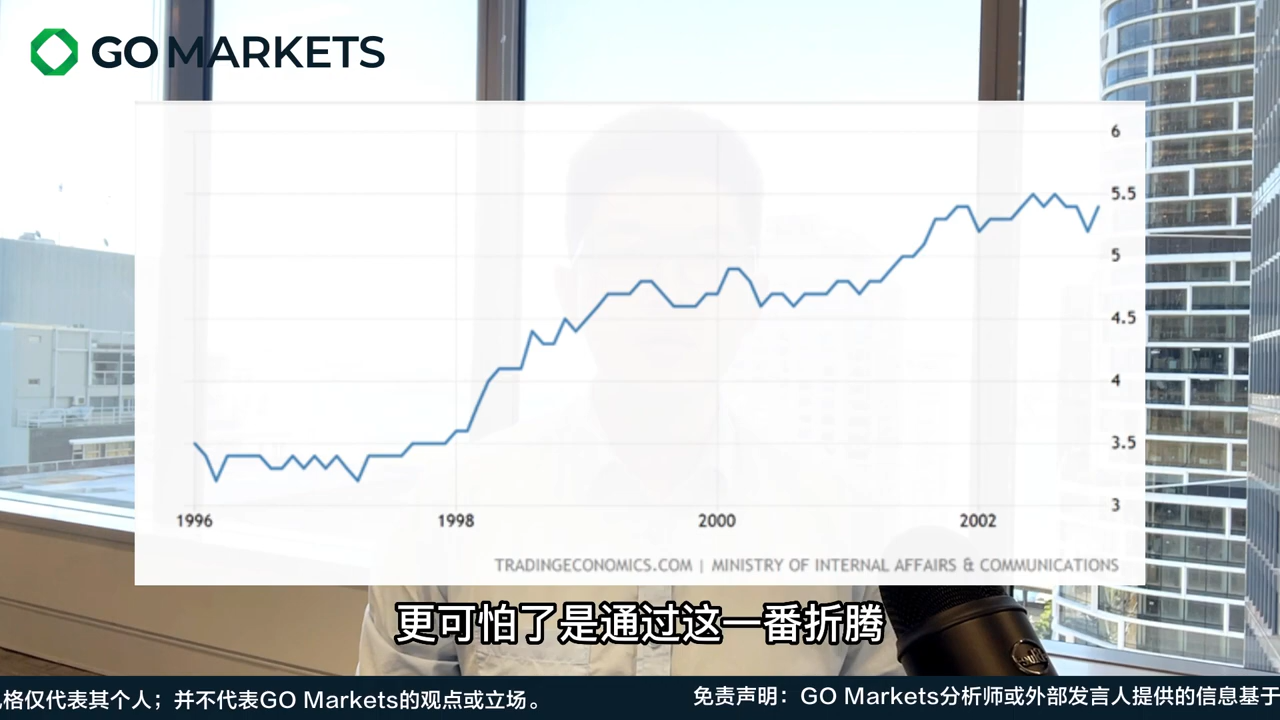 GO MARKETS
6
5.5
5
4.5
4
3.5
3
1996 1998 2000 2002
TRADINGECONOMICS.COM | MINISTRY OF INTERNAL AFFAIRS & COMMUNICATIONS
更可怕了是通过这一番折腾
格仅代表其个人；并不代表GO Markets的观点或立场。 免责声明：GO Markets分析师或外部发言人提供的信息基于